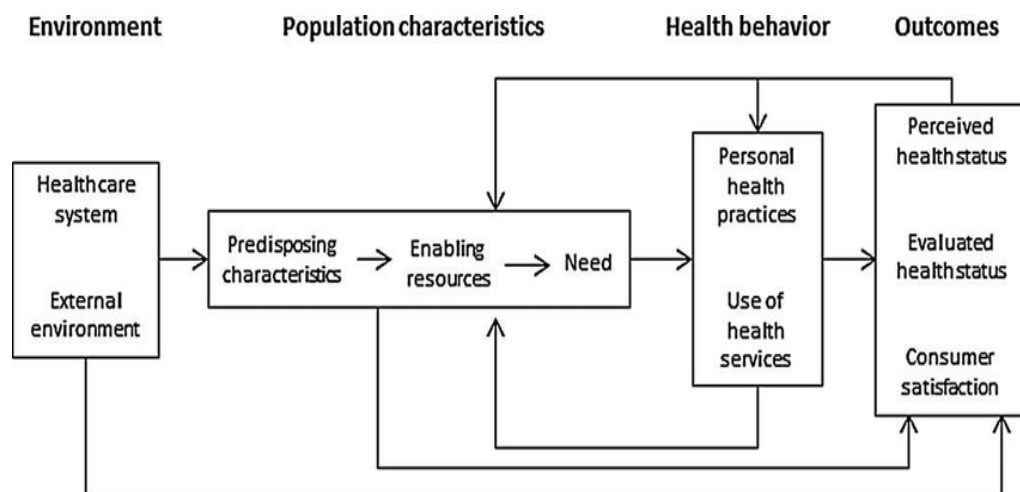 Environment
Population characteristics
Health behavior
Outcomes
Healthcare
system
External
environment
Predisposing
characteristics
Enabling
resources
Need
Personal
health
practices
Use of
health
services
Perceived
health status
Evaluated
health status
Consumer
satisfaction